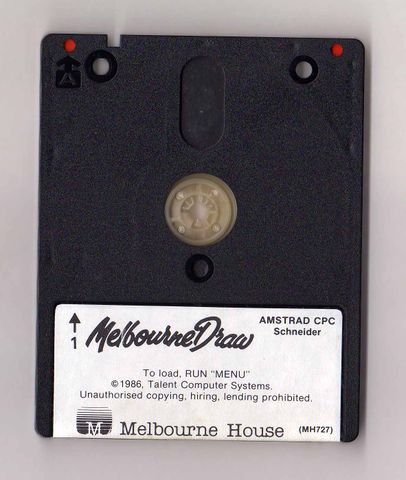 1
MelbourneDraw
AMSTRAD CPC
Schneider
To load, RUN "MENU"
©1986, Talent Computer Systems.
Unauthorised copying, hiring, lending prohibited.
M Melbourne House (MH727)